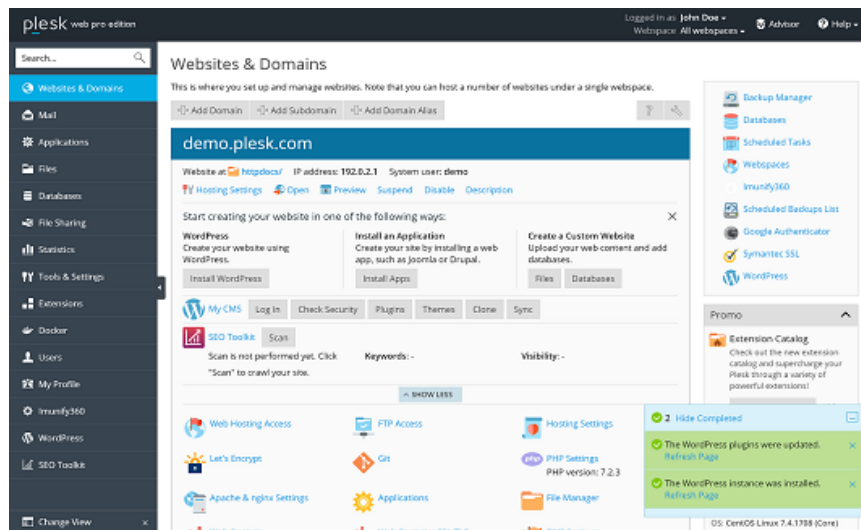 plesk web pro edition
Logged in as John Doe
Webspace All webspaces
Advisor
Help
Search...
Websites & Domains
Mail
Applications
Files
Databases
File Sharing
Statistics
Tools & Settings
Extensions
Docker
Users
My Profile
Imunify360
WordPress
SEO Toolkit
Change View
Websites & Domains
This is where you set up and manage websites. Note that you can host a number of websites under a single webspace.
Add Domain Add Subdomain Add Domain Alias
demo.plesk.com
Website at httpdocs/ IP address: 192.0.2.1 System user: demo
Hosting Settings Open Preview Suspend Disable Description
Start creating your website in one of the following ways:
WordPress
Create your website using
WordPress.
Install WordPress
Install an Application
Create your site by installing a web
app, such as Joomla or Drupal.
Install Apps
Create a Custom Website
Upload your web content and add
databases.
Files Databases
My CMS Log In Check Security Plugins Themes Clone Sync
SEO Toolkit Scan
Scan is not performed yet. Click
"Scan" to crawl your site.
Keywords: -
Visibility: -
SHOW LESS
Web Hosting Access FTP Access Hosting Settings
Let's Encrypt Git PHP Settings
PHP version: 7.2.3
Apache & nginx Settings Applications File Manager
Backup Manager
Databases
Scheduled Tasks
Webspaces
Imunify360
Scheduled Backups List
Google Authenticator
Symantec SSL
WordPress
Promo
Extension Catalog
Check out the new extension
catalog and supercharge your
Plesk through a variety of
powerful extensions!
2 Hide Completed
The WordPress plugins were updated.
Refresh Page
The WordPress instance was installed.
Refresh Page
OS: CentOS Linux 7.4.1708 (Core)